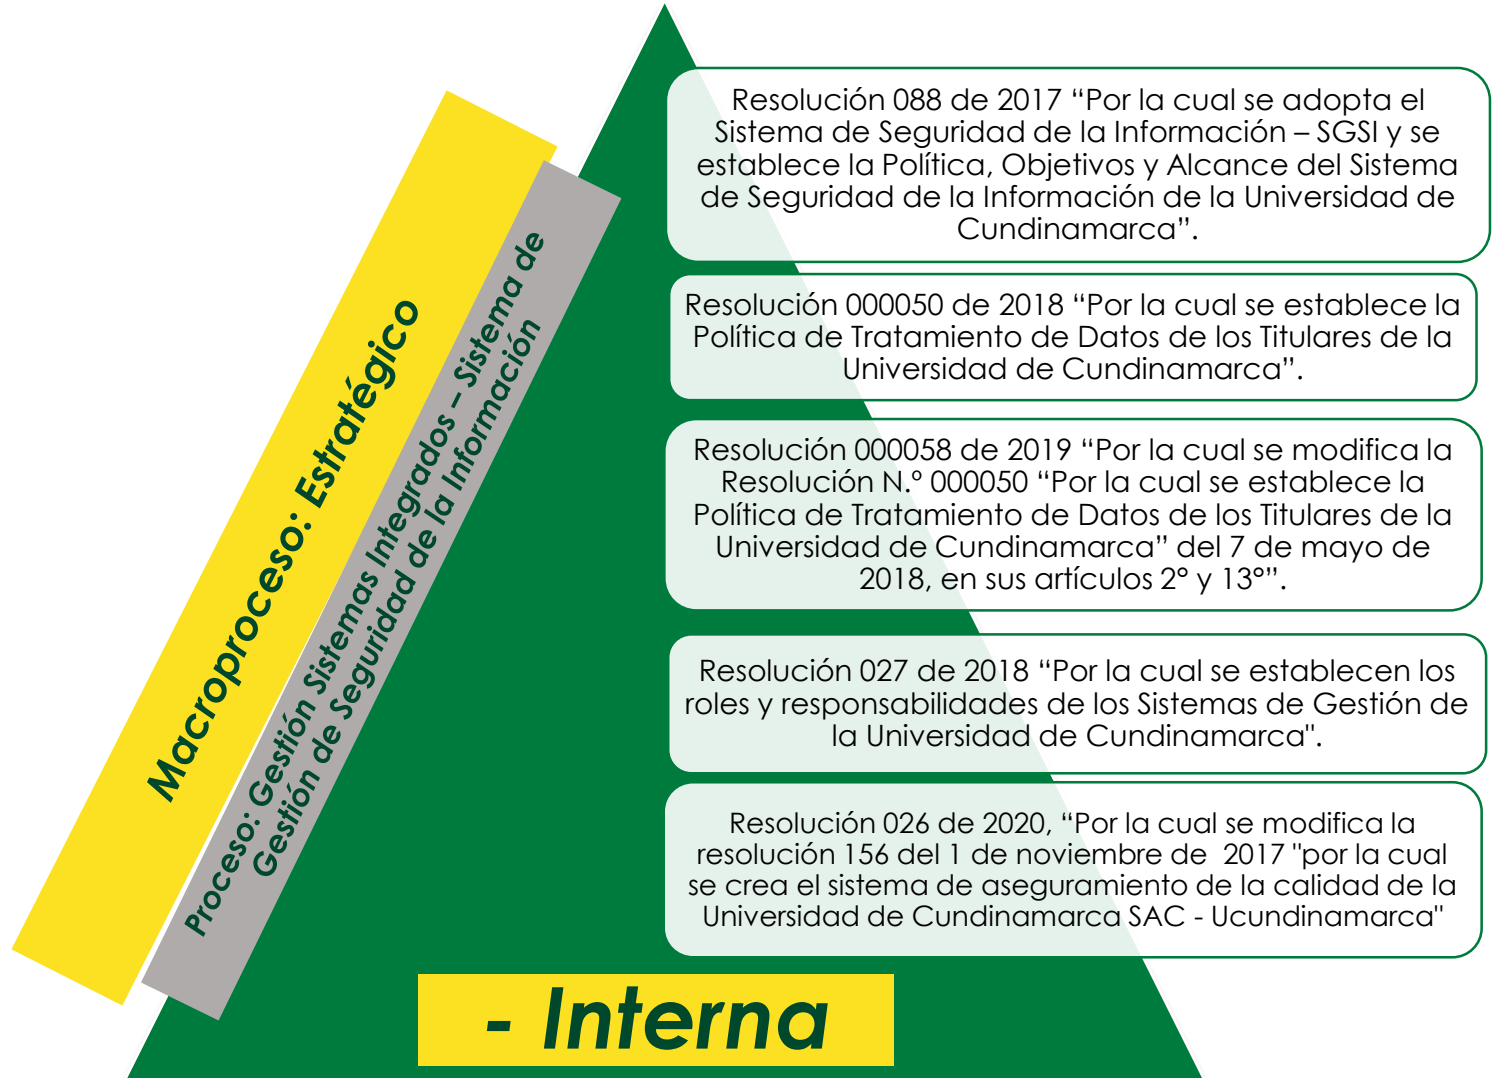 Macroproceso: Estratégico
Proceso: Gestión Sistemas Integrados – Sistema de
Gestión de Seguridad de la Información
Resolución 088 de 2017 “Por la cual se adopta el
Sistema de Seguridad de la Información – SGSI y se
establece la Política, Objetivos y Alcance del Sistema
de Seguridad de la Información de la Universidad de
Cundinamarca”.
Resolución 000050 de 2018 “Por la cual se establece la
Política de Tratamiento de Datos de los Titulares de la
Universidad de Cundinamarca”.
Resolución 000058 de 2019 “Por la cual se modifica la
Resolución N.º 000050 “Por la cual se establece la
Política de Tratamiento de Datos de los Titulares de la
Universidad de Cundinamarca” del 7 de mayo de
2018, en sus artículos 2° y 13°”.
Resolución 027 de 2018 “Por la cual se establecen los
roles y responsabilidades de los Sistemas de Gestión de
la Universidad de Cundinamarca".
Resolución 026 de 2020, “Por la cual se modifica la
resolución 156 del 1 de noviembre de  2017 "por la cual
se crea el sistema de aseguramiento de la calidad de la
Universidad de Cundinamarca SAC - Ucundinamarca"
- Interna